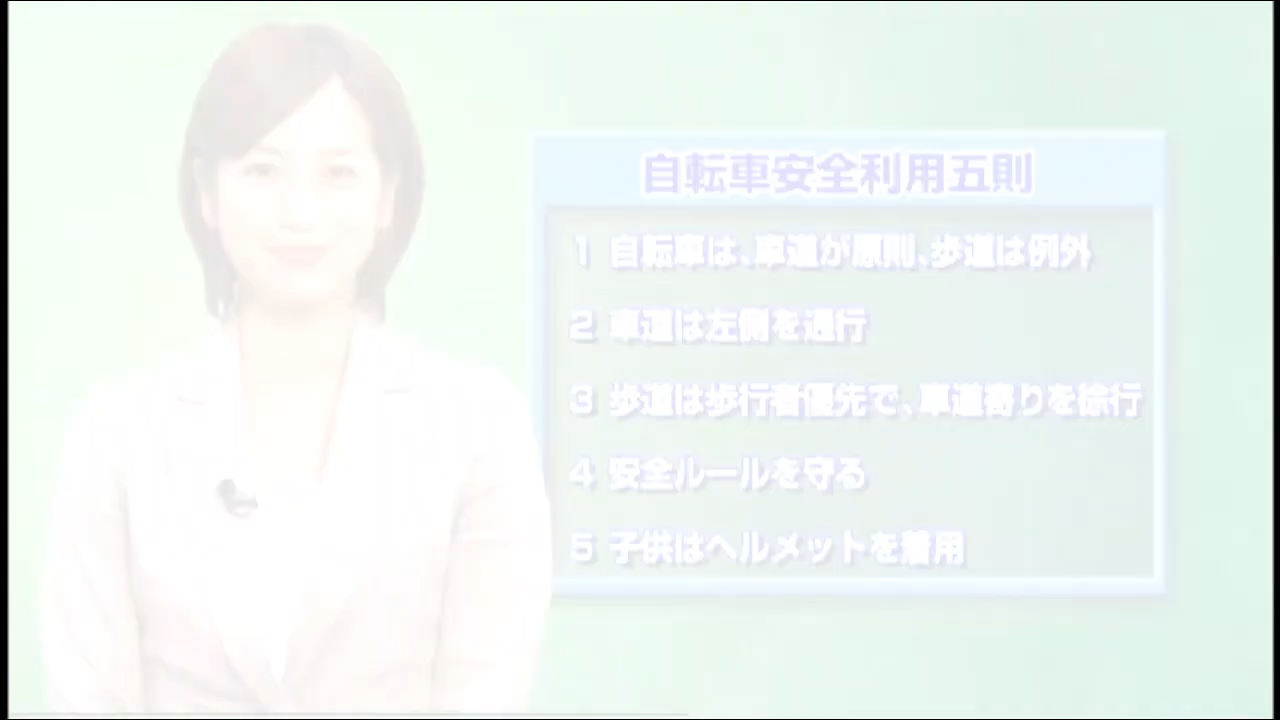 自転車安全利用五則
1 自転車は、車道が原則、歩道は例外
2 車道は左側を通行
3 歩道は歩行者優先で、車道寄りを徐行
4 安全ルールを守る
5 子供はヘルメットを着用